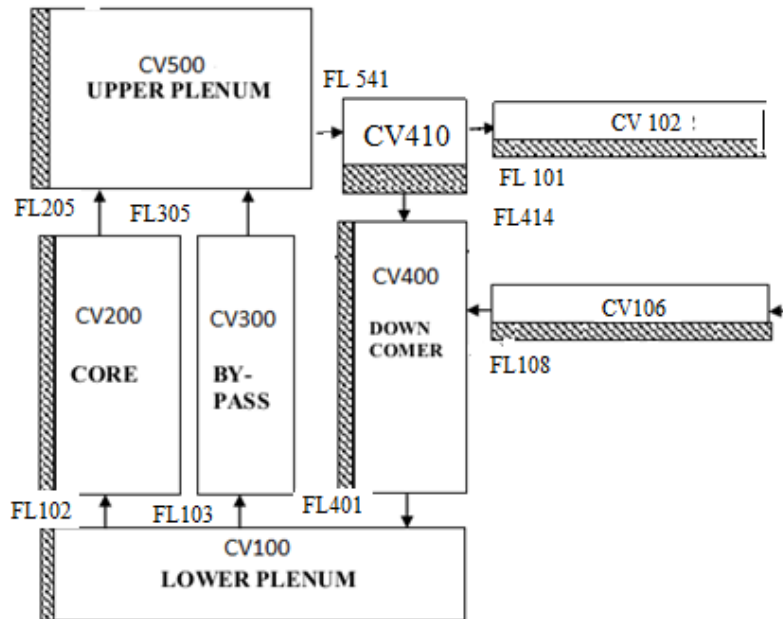 CV500
UPPER PLENUM
FL 541
CV410
CV 102
FL 101
FL205
FL305
FL414
CV200
CORE
CV300
BY-
PASS
CV400
DOWN
COMER
CV106
FL108
FL102
FL103
FL401
CV100
LOWER PLENUM